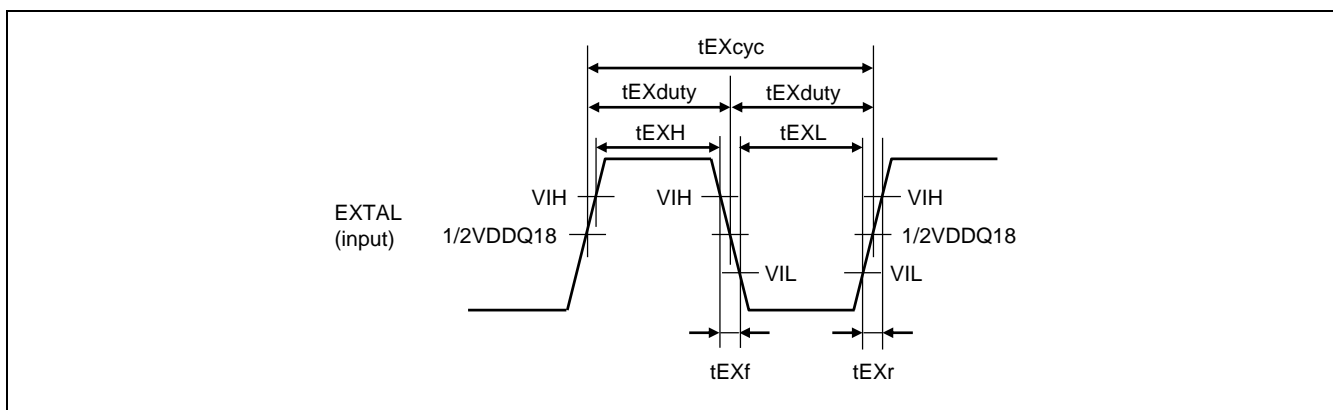 tEXcyc
tEXduty tEXduty
tEXH tEXL
VIH VIH VIH
EXTAL
(input)
1/2VDDQ18 1/2VDDQ18
VIL VIL
tEXf tEXr